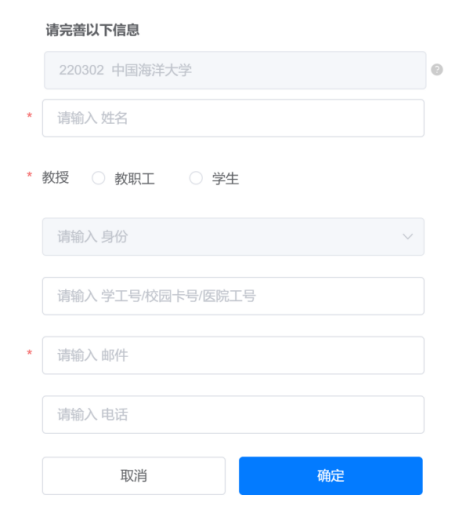 请完善以下信息
220302 中国海洋大学
?
* 请输入 姓名
* 教授 教职工 学生
请输入 身份
请输入 学工号/校园卡号/医院工号
* 请输入 邮件
请输入 电话
取消 确定